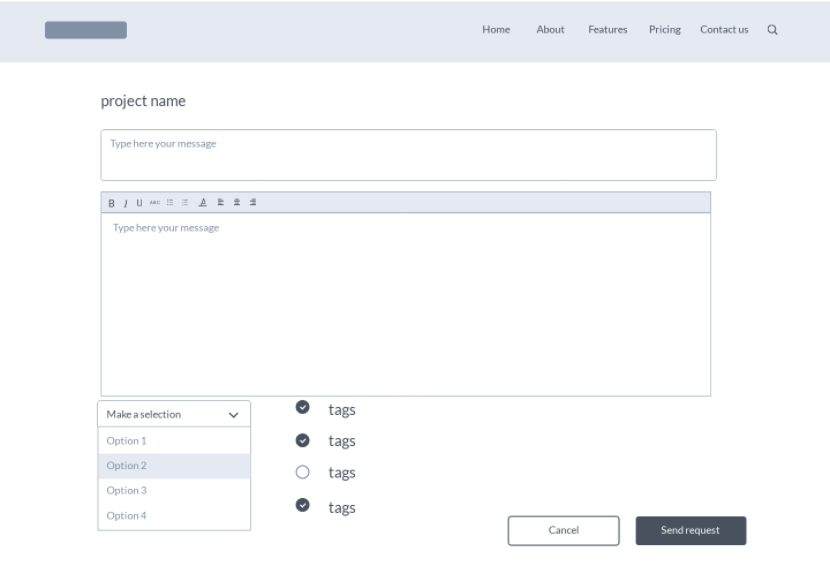 Home About Features Pricing Contact us
project name
Type here your message
B I U ABC A
Type here your message
Make a selection
Option 1
Option 2
Option 3
Option 4
tags
tags
tags
tags
Cancel Send request